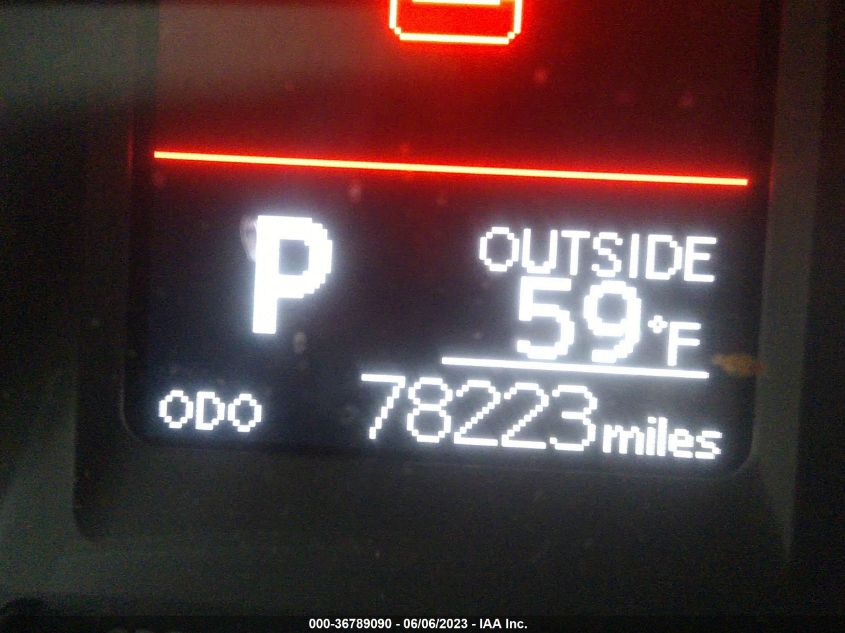 P
OUTSIDE
59°F
ODO 78223 miles
000-36789090 - 06/06/2023 - IAA Inc.